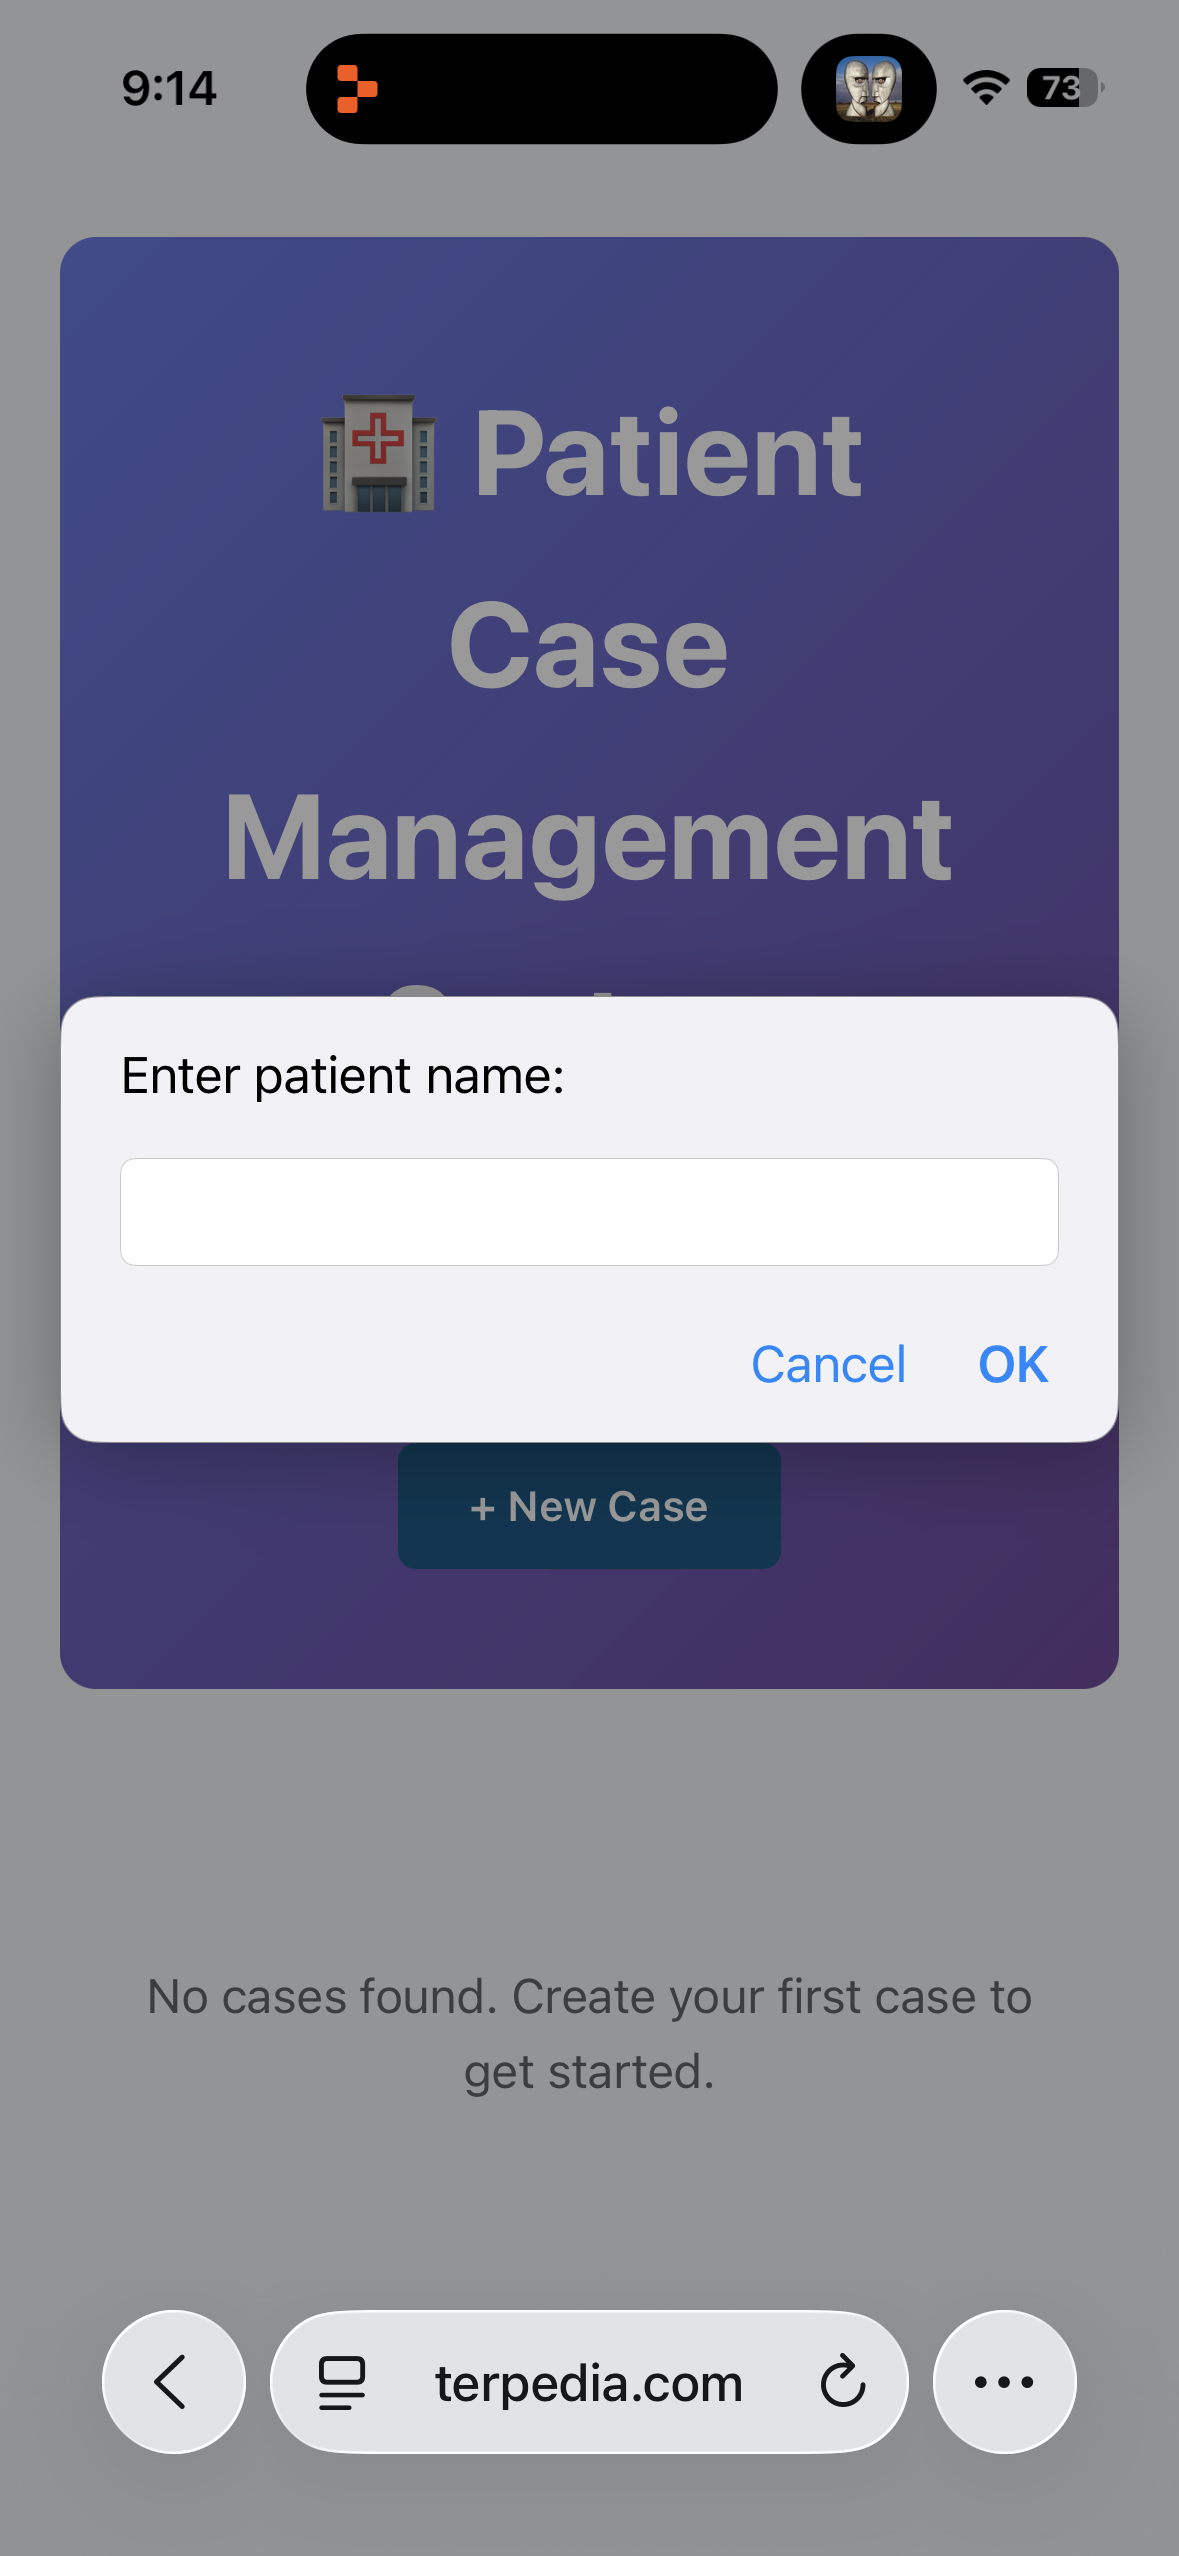 9:14
73
Patient
Case
Management
Enter patient name:
Cancel OK
+ New Case
No cases found. Create your first case to
get started.
terpedia.com